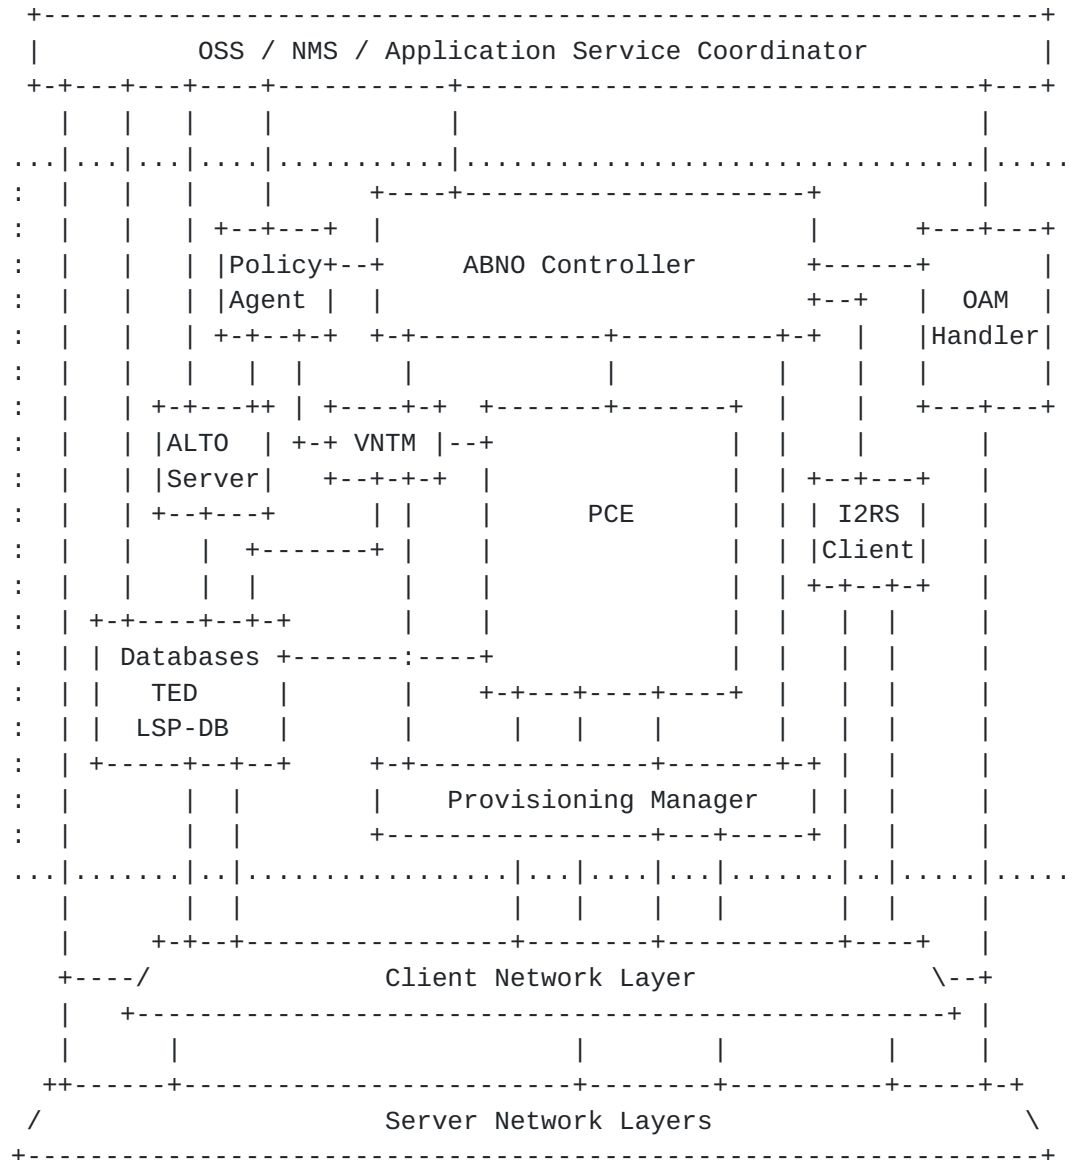 OSS / NMS / Application Service Coordinator
Policy ABNO Controller
Agent OAM
Handler
ALTO VNTM
Server
PCE I2RS
Client
Databases
TED
LSP-DB
Provisioning Manager
Client Network Layer
Server Network Layers